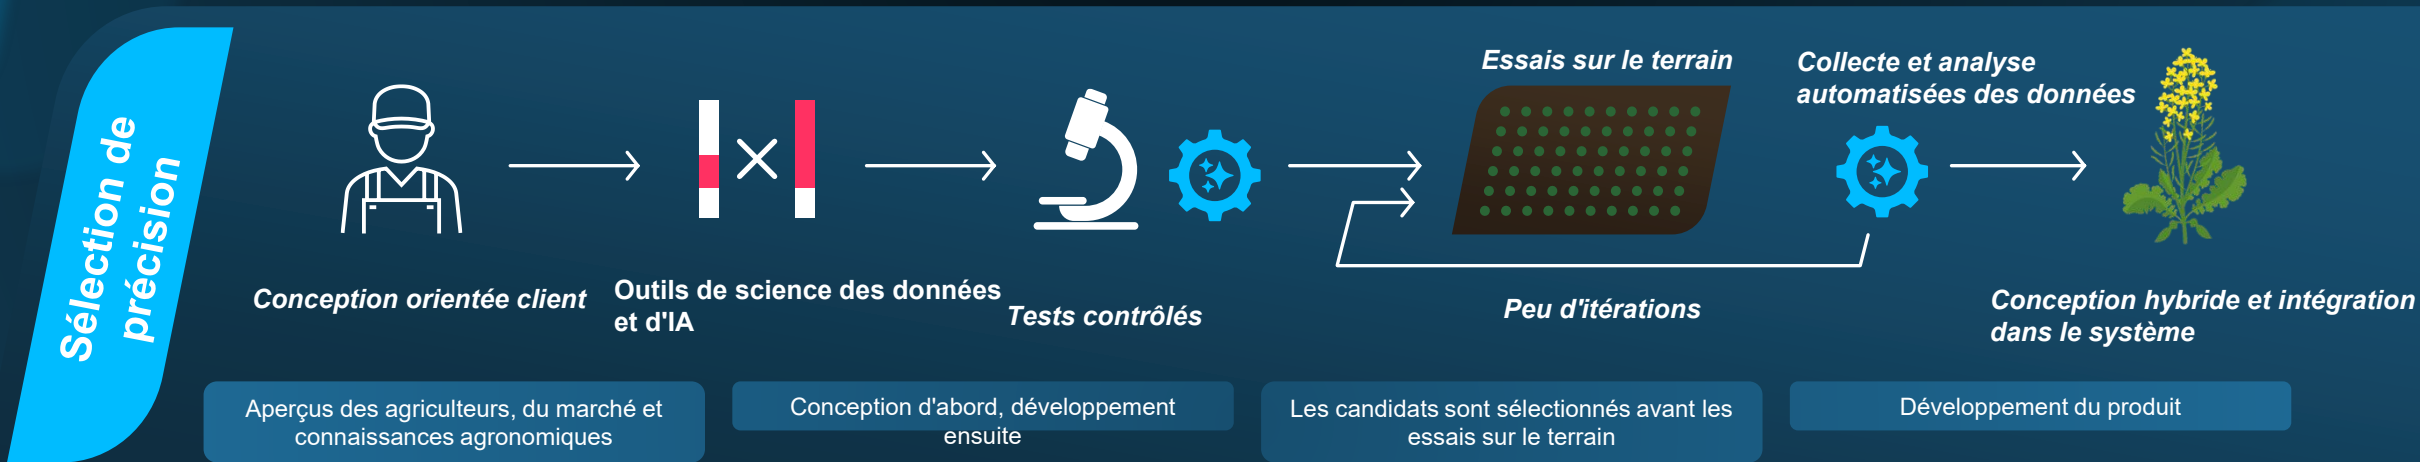 Sélection de
précision
Conception orientée client
Outils de science des données
et d'IA
Tests contrôlés
Essais sur le terrain
Peu d'itérations
Collecte et analyse
automatisées des données
Conception hybride et intégration
dans le système
Aperçus des agriculteurs, du marché et
connaissances agronomiques
Conception d'abord, développement
ensuite
Les candidats sont sélectionnés avant les
essais sur le terrain
Développement du produit